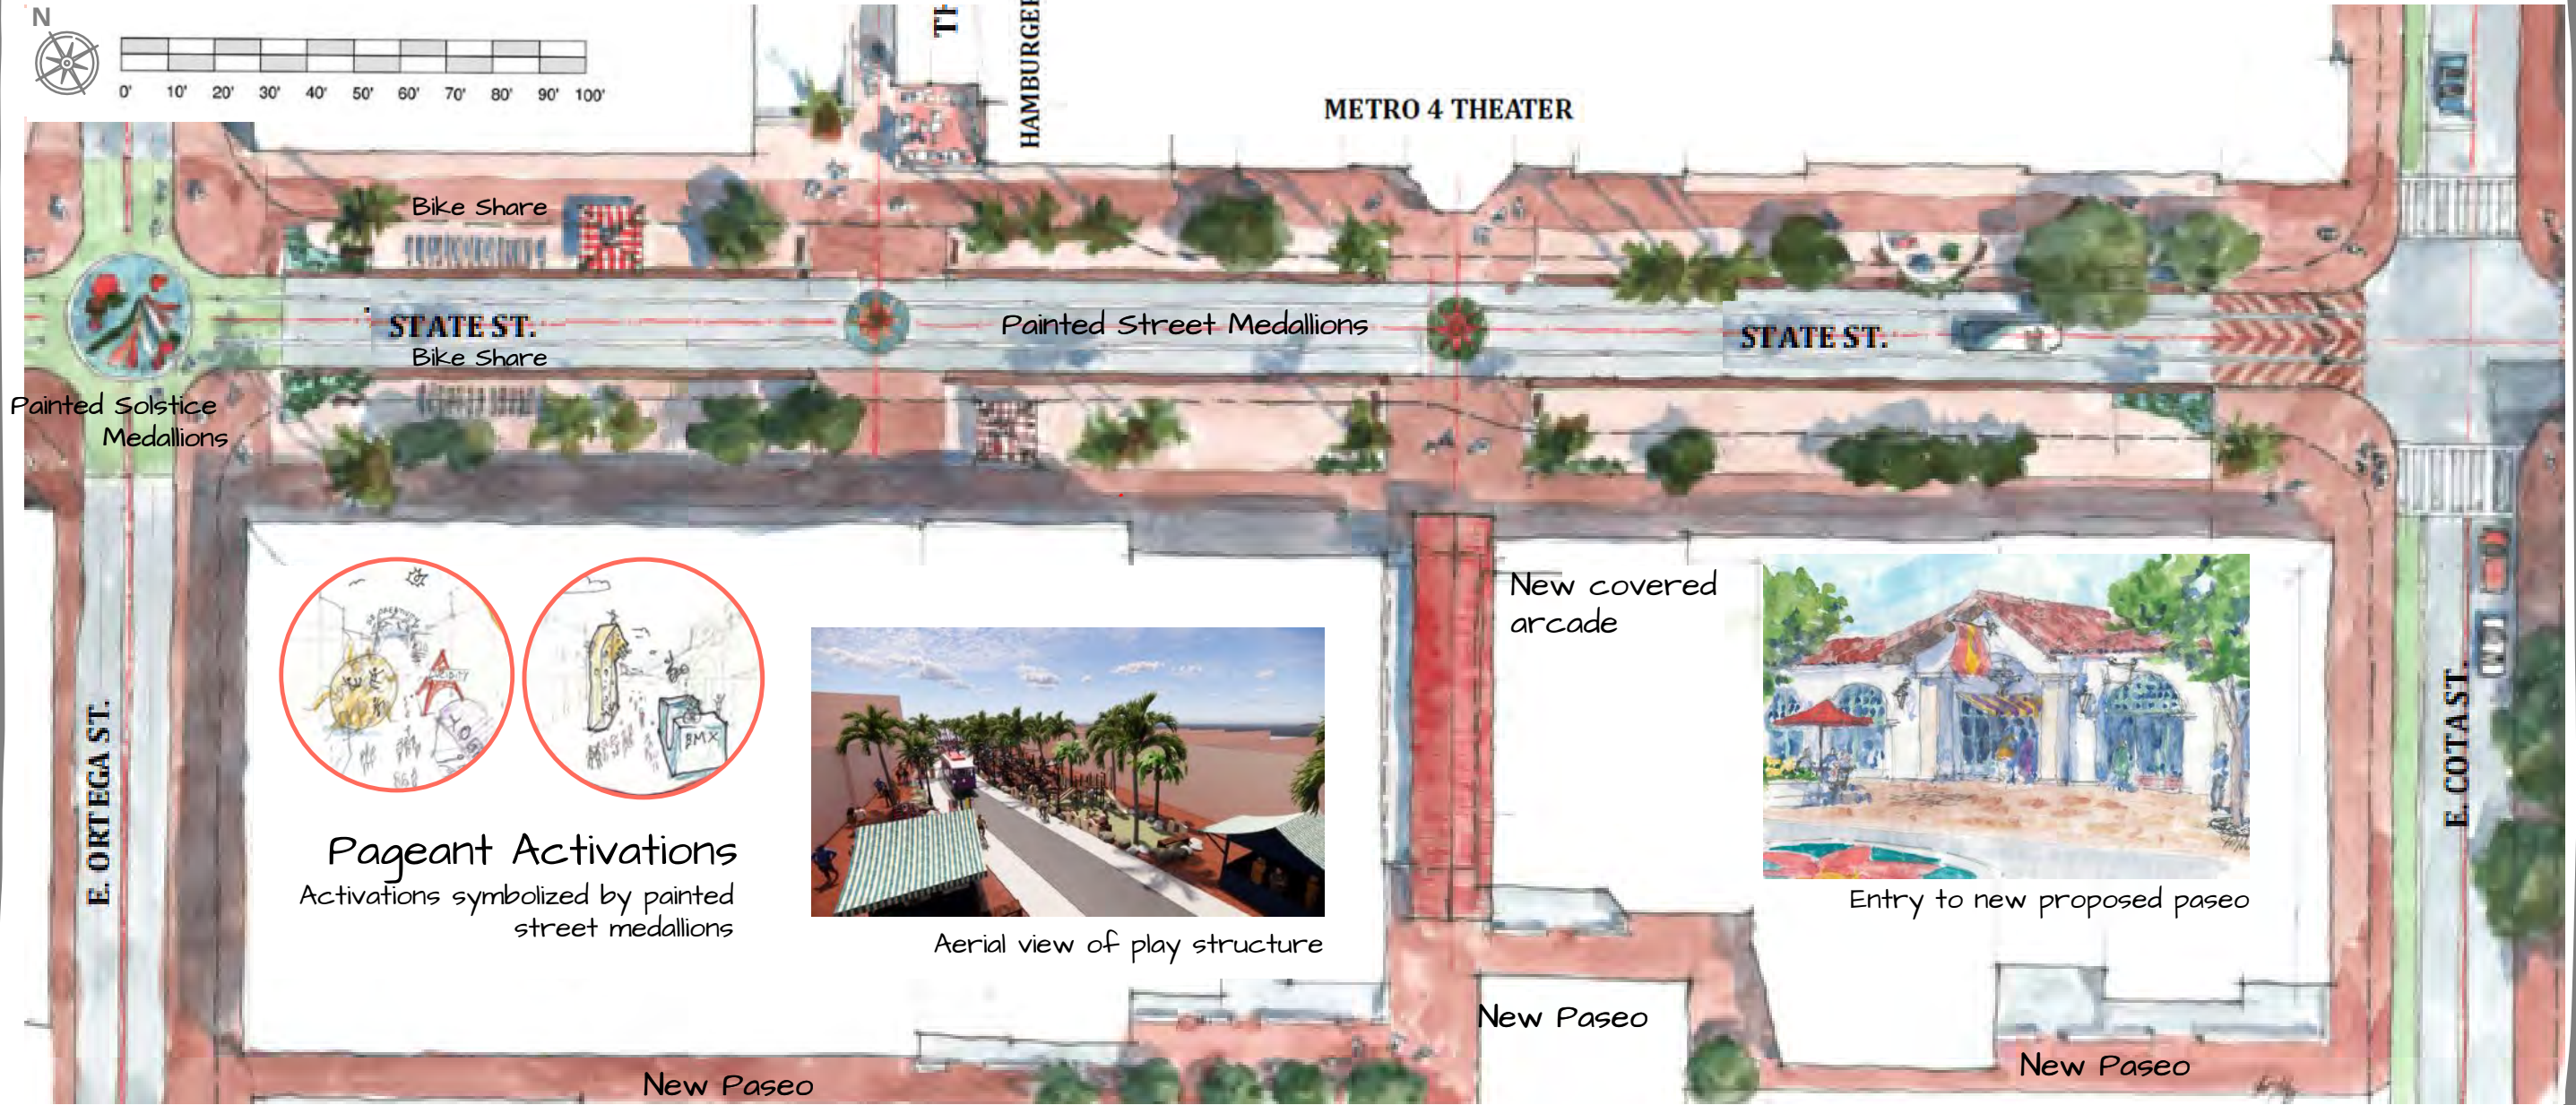 N
0' 10' 20' 30' 40' 50' 60' 70' 80' 90' 100'
HAMBURGER
METRO 4 THEATER
Bike Share
STATE ST.
Bike Share
Painted Street Medallions
STATE ST.
Painted Solstice
Medallions
New covered
arcade
BMX
E. ORTEGA ST.
E. COTA ST.
Pageant Activations
Activations symbolized by painted
street medallions
Aerial view of play structure
Entry to new proposed paseo
New Paseo
New Paseo
New Paseo